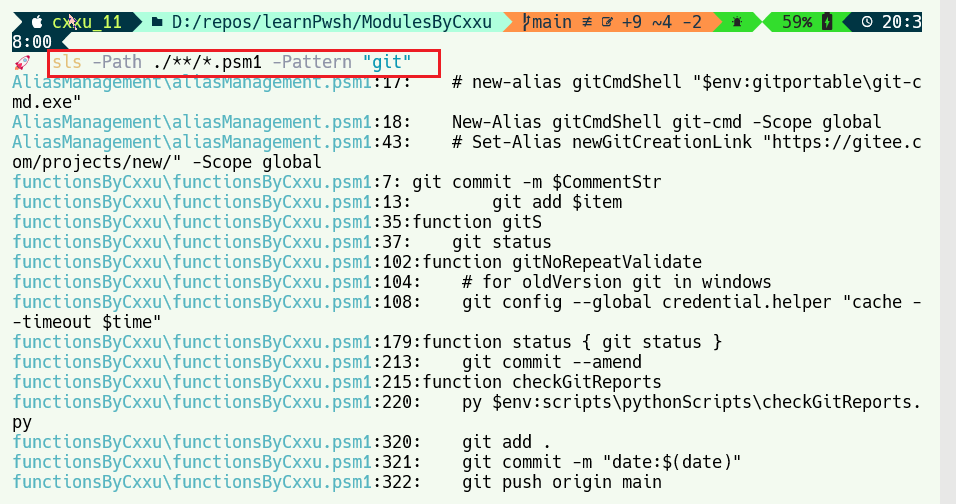 cxxu_11 D:/repos/learnPwsh/ModulesByCxxu main ≢ +9 ~4 -2 59% 20:3
8:00
sls -Path ./**/*.psm1 -Pattern "git"
AliasManagement\aliasManagement.psm1:17:    # new-alias gitCmdShell "$env:gitportable\git-c
md.exe"
AliasManagement\aliasManagement.psm1:18:    New-Alias gitCmdShell git-cmd -Scope global
AliasManagement\aliasManagement.psm1:43:    # Set-Alias newGitCreationLink "https://gitee.c
om/projects/new/" -Scope global
functionsByCxxu\functionsByCxxu.psm1:7: git commit -m $CommentStr
functionsByCxxu\functionsByCxxu.psm1:13:        git add $item
functionsByCxxu\functionsByCxxu.psm1:35:function gitS
functionsByCxxu\functionsByCxxu.psm1:37:    git status
functionsByCxxu\functionsByCxxu.psm1:102:function gitNoRepeatValidate
functionsByCxxu\functionsByCxxu.psm1:104:    # for oldVersion git in windows
functionsByCxxu\functionsByCxxu.psm1:108:    git config --global credential.helper "cache -
-timeout $time"
functionsByCxxu\functionsByCxxu.psm1:179:function status { git status }
functionsByCxxu\functionsByCxxu.psm1:213:    git commit --amend
functionsByCxxu\functionsByCxxu.psm1:215:function checkGitReports
functionsByCxxu\functionsByCxxu.psm1:220:    py $env:scripts\pythonScripts\checkGitReports.
py
functionsByCxxu\functionsByCxxu.psm1:320:    git add .
functionsByCxxu\functionsByCxxu.psm1:321:    git commit -m "date:$(date)"
functionsByCxxu\functionsByCxxu.psm1:322:    git push origin main